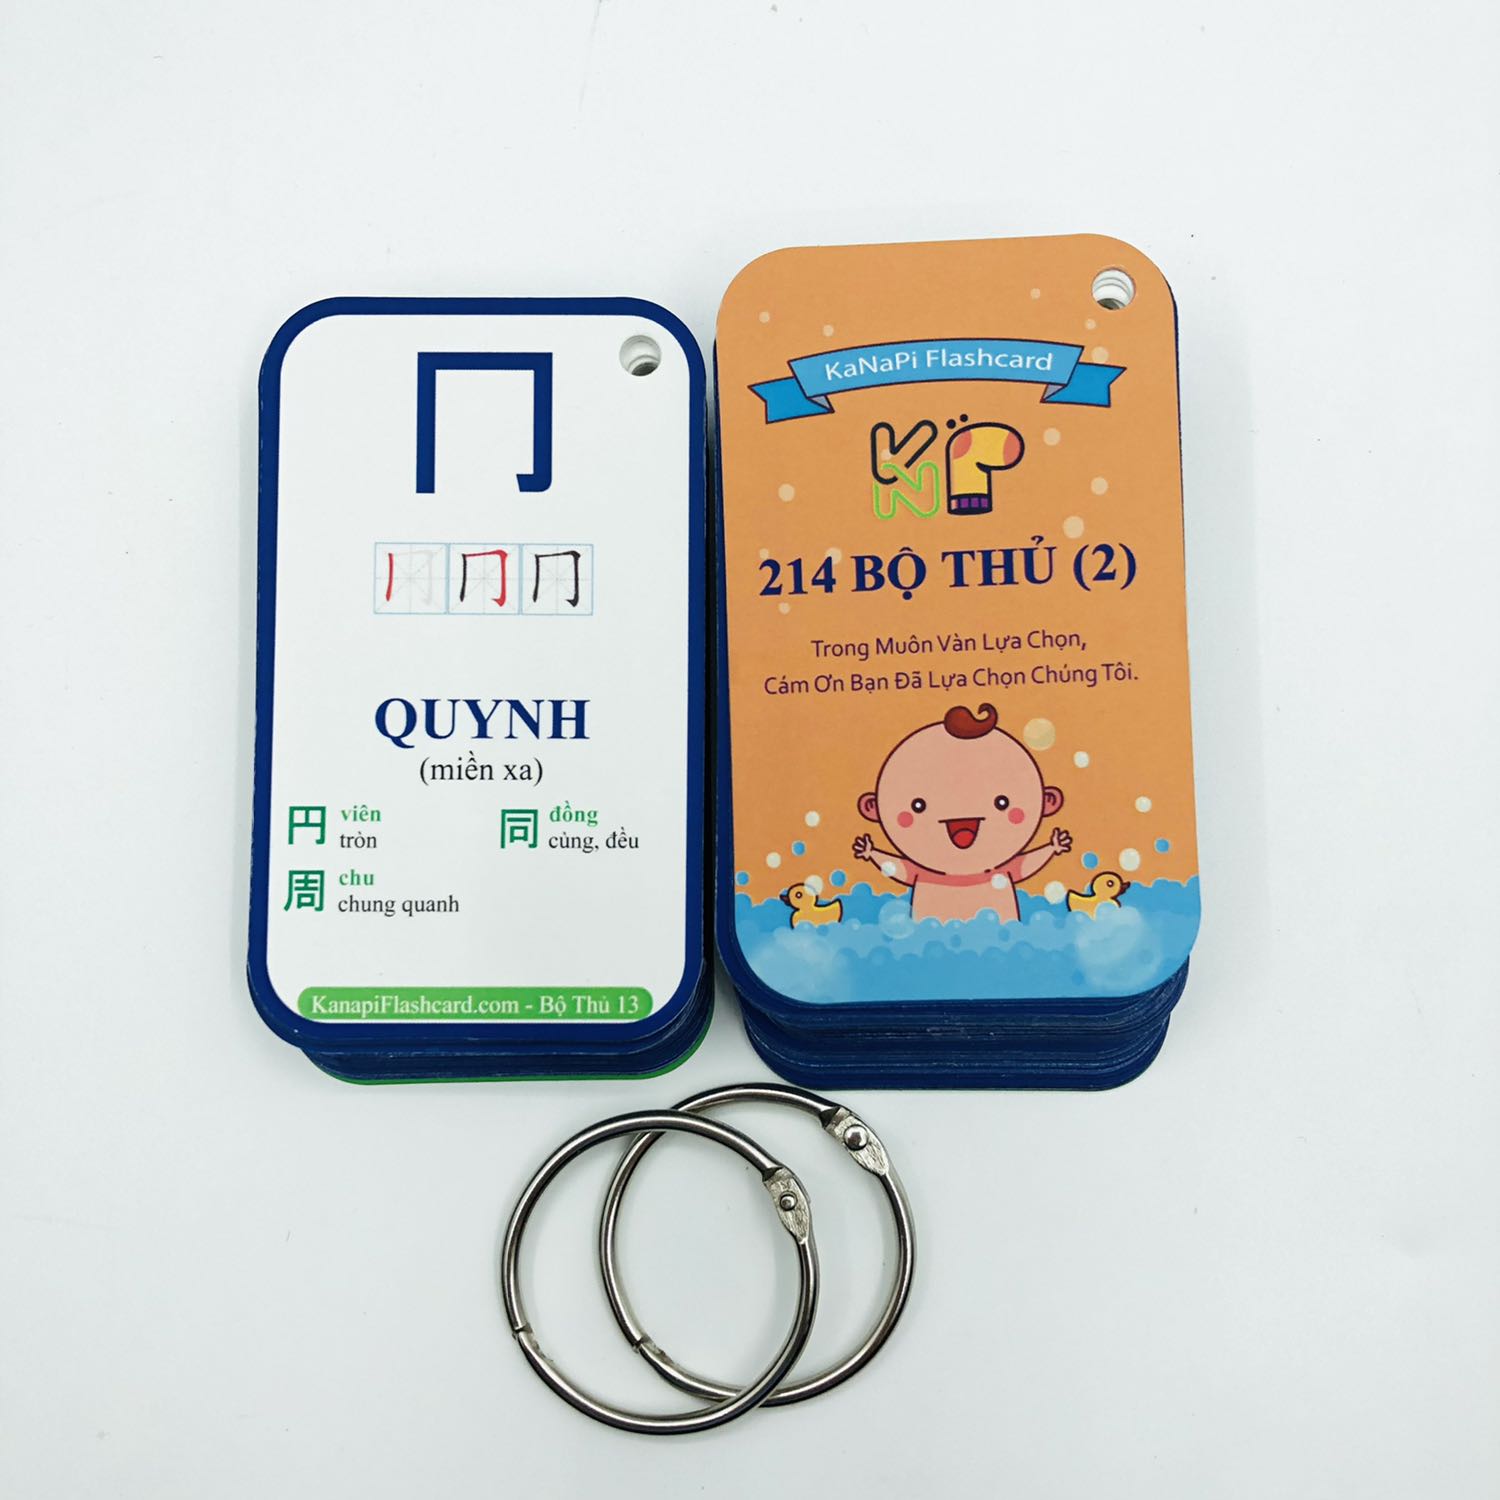 冂
QUYNH
(miền xa)
円 viên
tròn
同 đồng
cùng, đều
周 chu
chung quanh
KanapiFlashcard.com - Bộ Thủ 13
KaNaPi Flashcard
KNP
214 BỘ THỦ (2)
Trong Muôn Vàn Lựa Chọn,
Cám Ơn Bạn Đã Lựa Chọn Chúng Tôi.